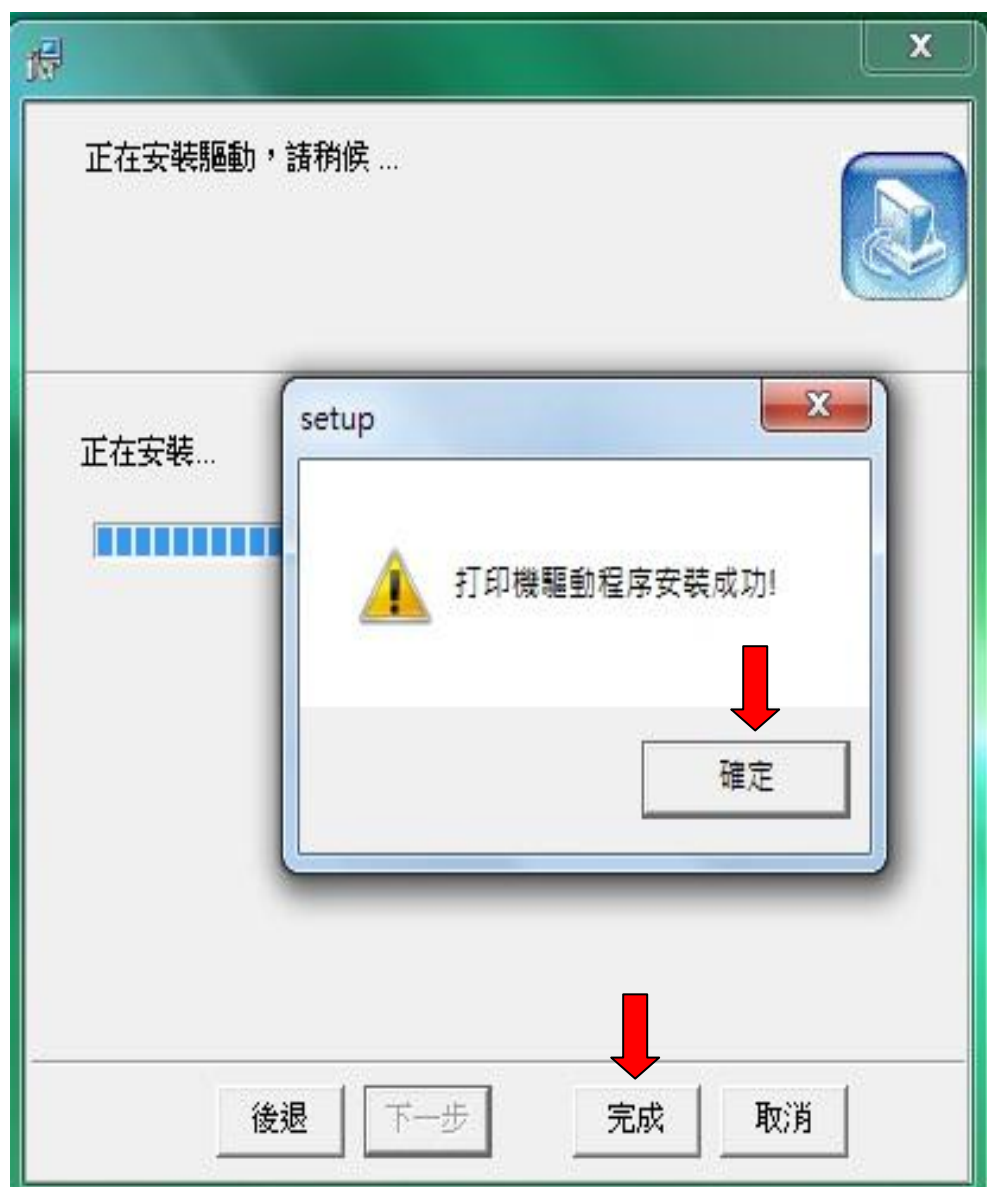 正在安裝驅動,請稍候 ...
setup
正在安裝...
打印機驅動程序安裝成功!
確定
後退
下一步
完成
取消